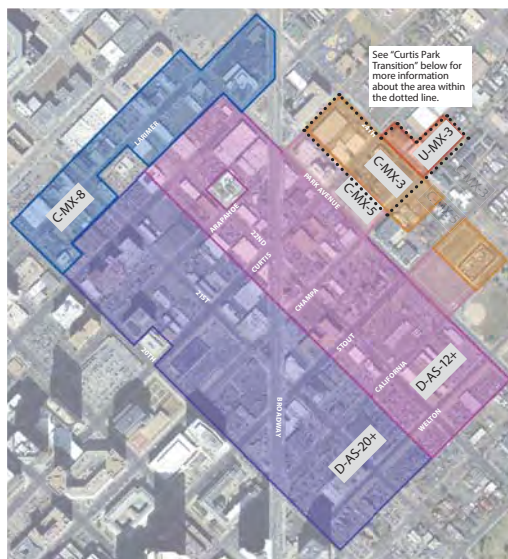 See "Curtis Park
Transition" below for
more information
about the area within
the dotted line.
LARIMER
U-MX-3
C-MX-3
C-MX-5
C-MX-8
PARK AVENUE
ARAPAHOE
22ND
CURTIS
21ST
CHAMPA
20TH
STOUT
CALIFORNIA
D-AS-12+
BROADWAY
WELTON
D-AS-20+